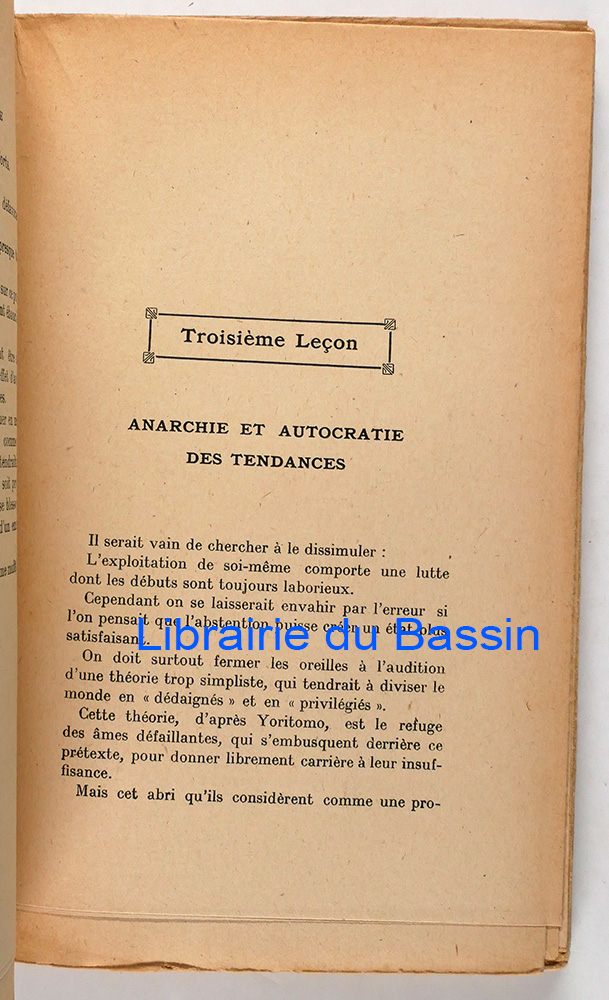 Troisième Leçon
ANARCHIE ET AUTOCRATIE
DES TENDANCES
Il serait vain de chercher à le dissimuler :
L'exploitation de soi-même comporte une lutte
dont les débuts sont toujours laborieux.
Cependant on se laisserait envahir par l'erreur si
l'on pensait que l'abstention puisse créer un état plus
satisfaisant.
Librairie du Bassin
On doit surtout fermer les oreilles à l'audition
d'une théorie trop simpliste, qui tendrait à diviser le
monde en « dédaignés » et en « privilégiés ».
Cette théorie, d'après Yoritomo, est le refuge
des âmes défaillantes, qui s'embusquent derrière ce
prétexte, pour donner librement carrière à leur insuf-
fisance.
Mais cet abri qu'ils considèrent comme une pro-